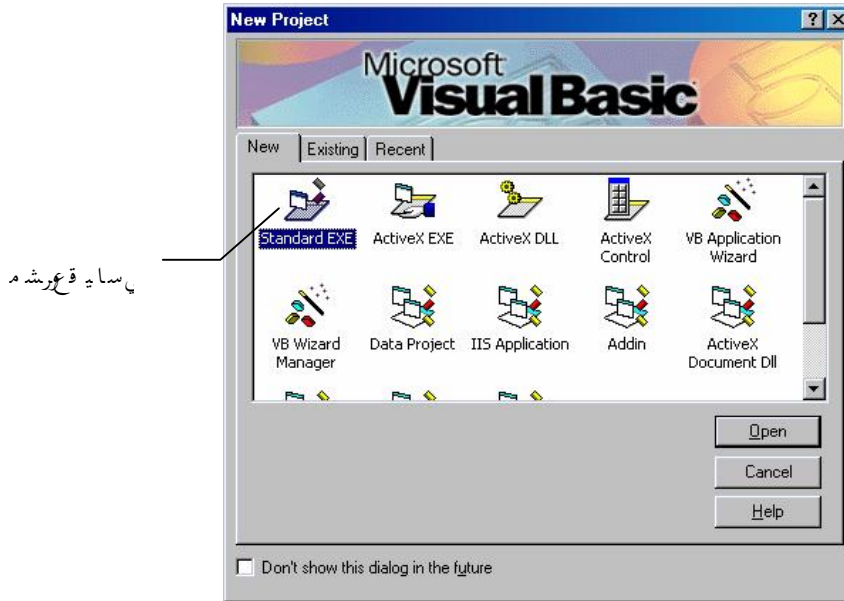 New Project
Microsoft
Visual Basic
New
Existing
Recent
Standard EXE
ActiveX EXE
ActiveX DLL
ActiveX Control
VB Application Wizard
VB Wizard Manager
Data Project
IIS Application
Addin
ActiveX Document Dll
مشروع قياسي
Open
Cancel
Help
Don't show this dialog in the future